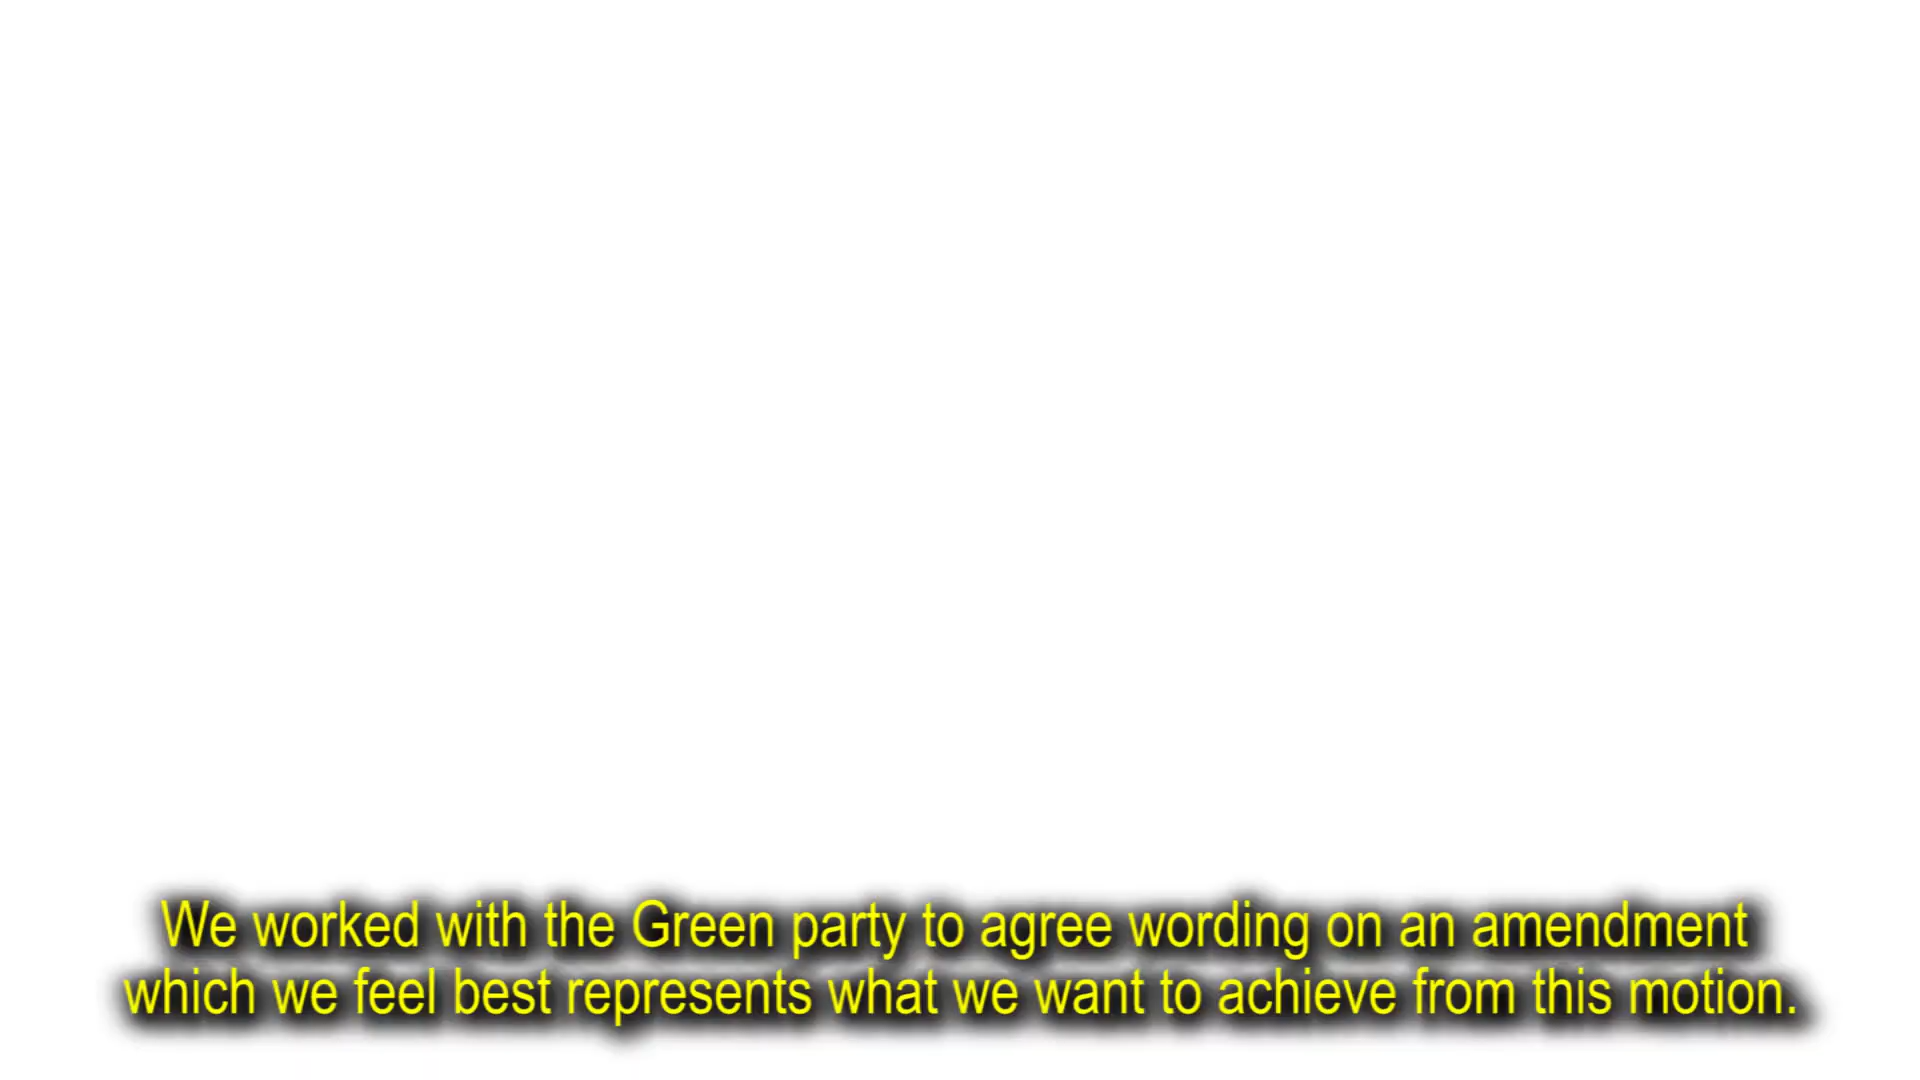 We worked with the Green party to agree wording on an amendment
which we feel best represents what we want to achieve from this motion.